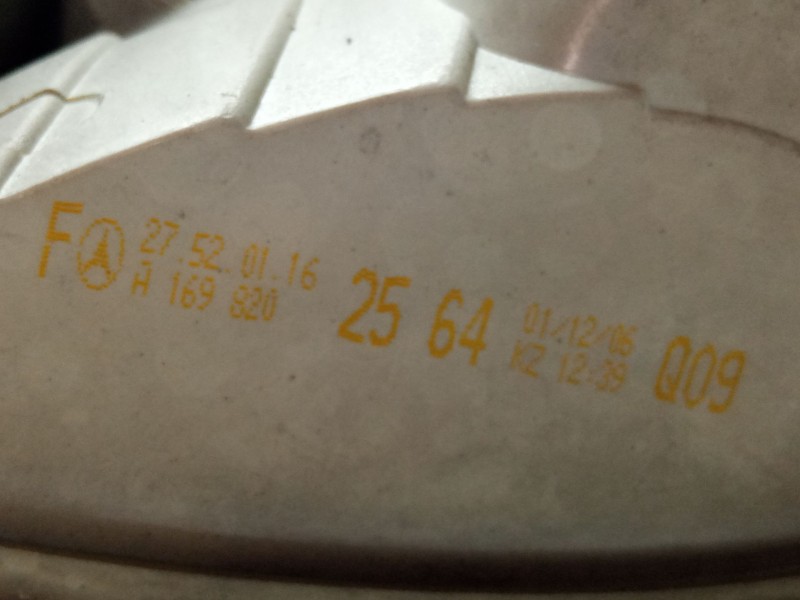 F 27.52.01.16
A 169 820 25 64
01/12/06
KZ 12:39 Q09